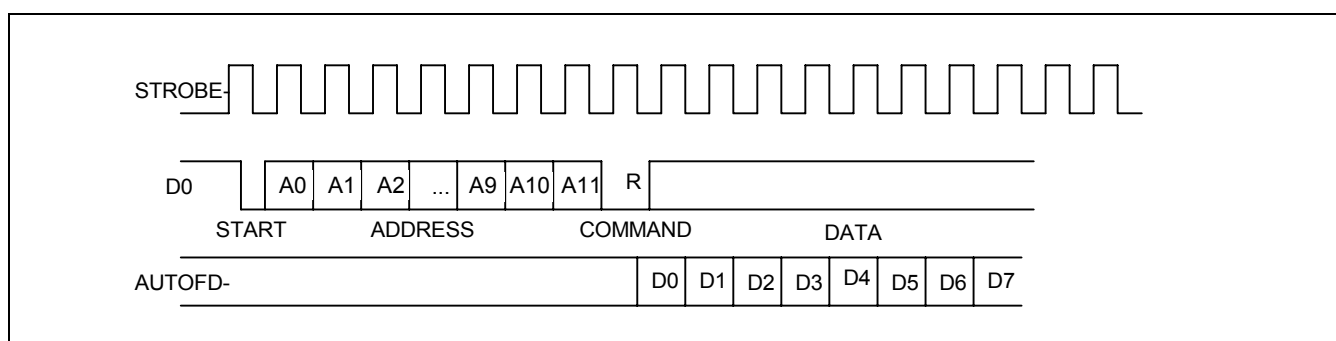 STROBE-
D0 A0 A1 A2 ... A9 A10 A11 R
START ADDRESS COMMAND DATA
AUTOFD- D0 D1 D2 D3 D4 D5 D6 D7